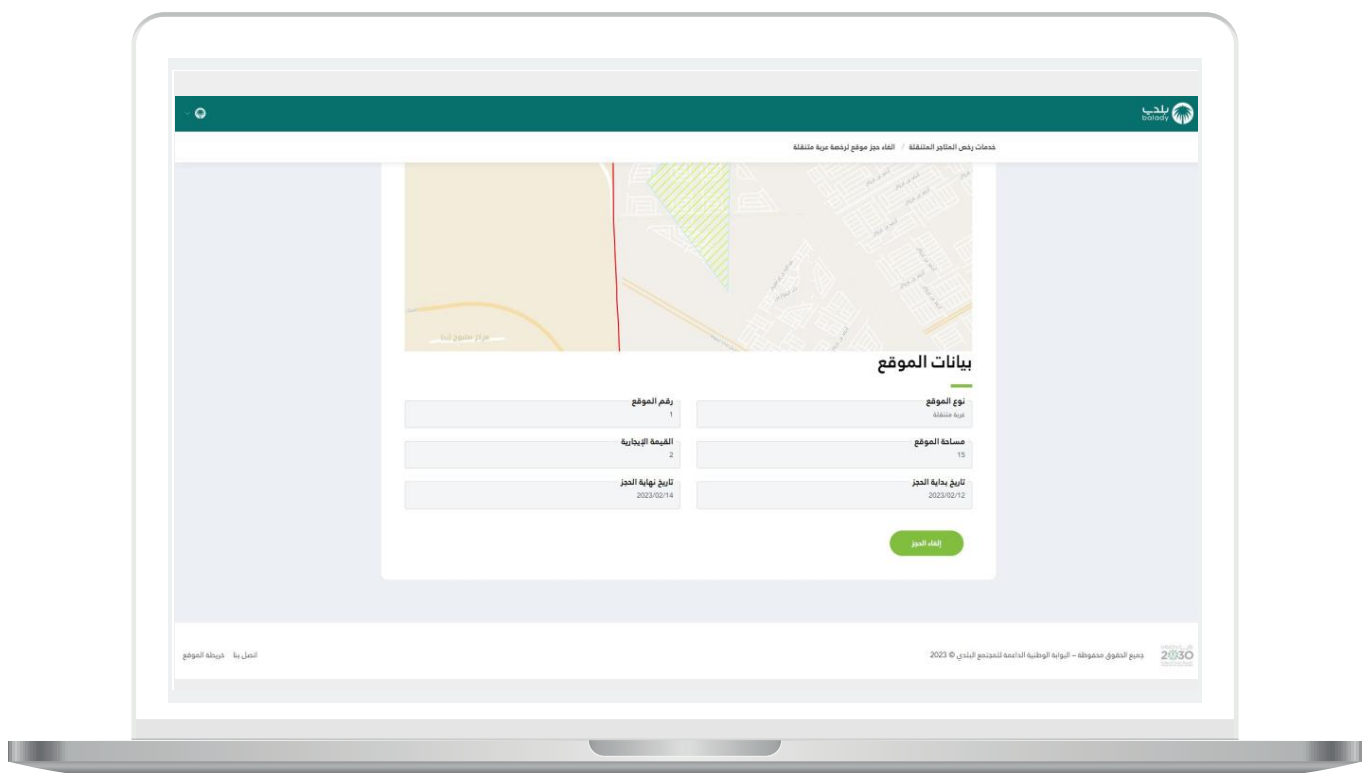 بلدي
balady
خدمات رخص المتاجر المتنقلة / الغاء حجز موقع لرخصة عربة متنقلة
بيانات الموقع
نوع الموقع
عربة متنقلة
رقم الموقع
1
مساحة الموقع
15
القيمة الإيجارية
2
تاريخ بداية الحجز
2023/02/12
تاريخ نهاية الحجز
2023/02/14
إلغاء الحجز
2030
جميع الحقوق محفوظة – البوابة الوطنية الداعمة للمجتمع البلدي © 2023
اتصل بنا خريطة الموقع